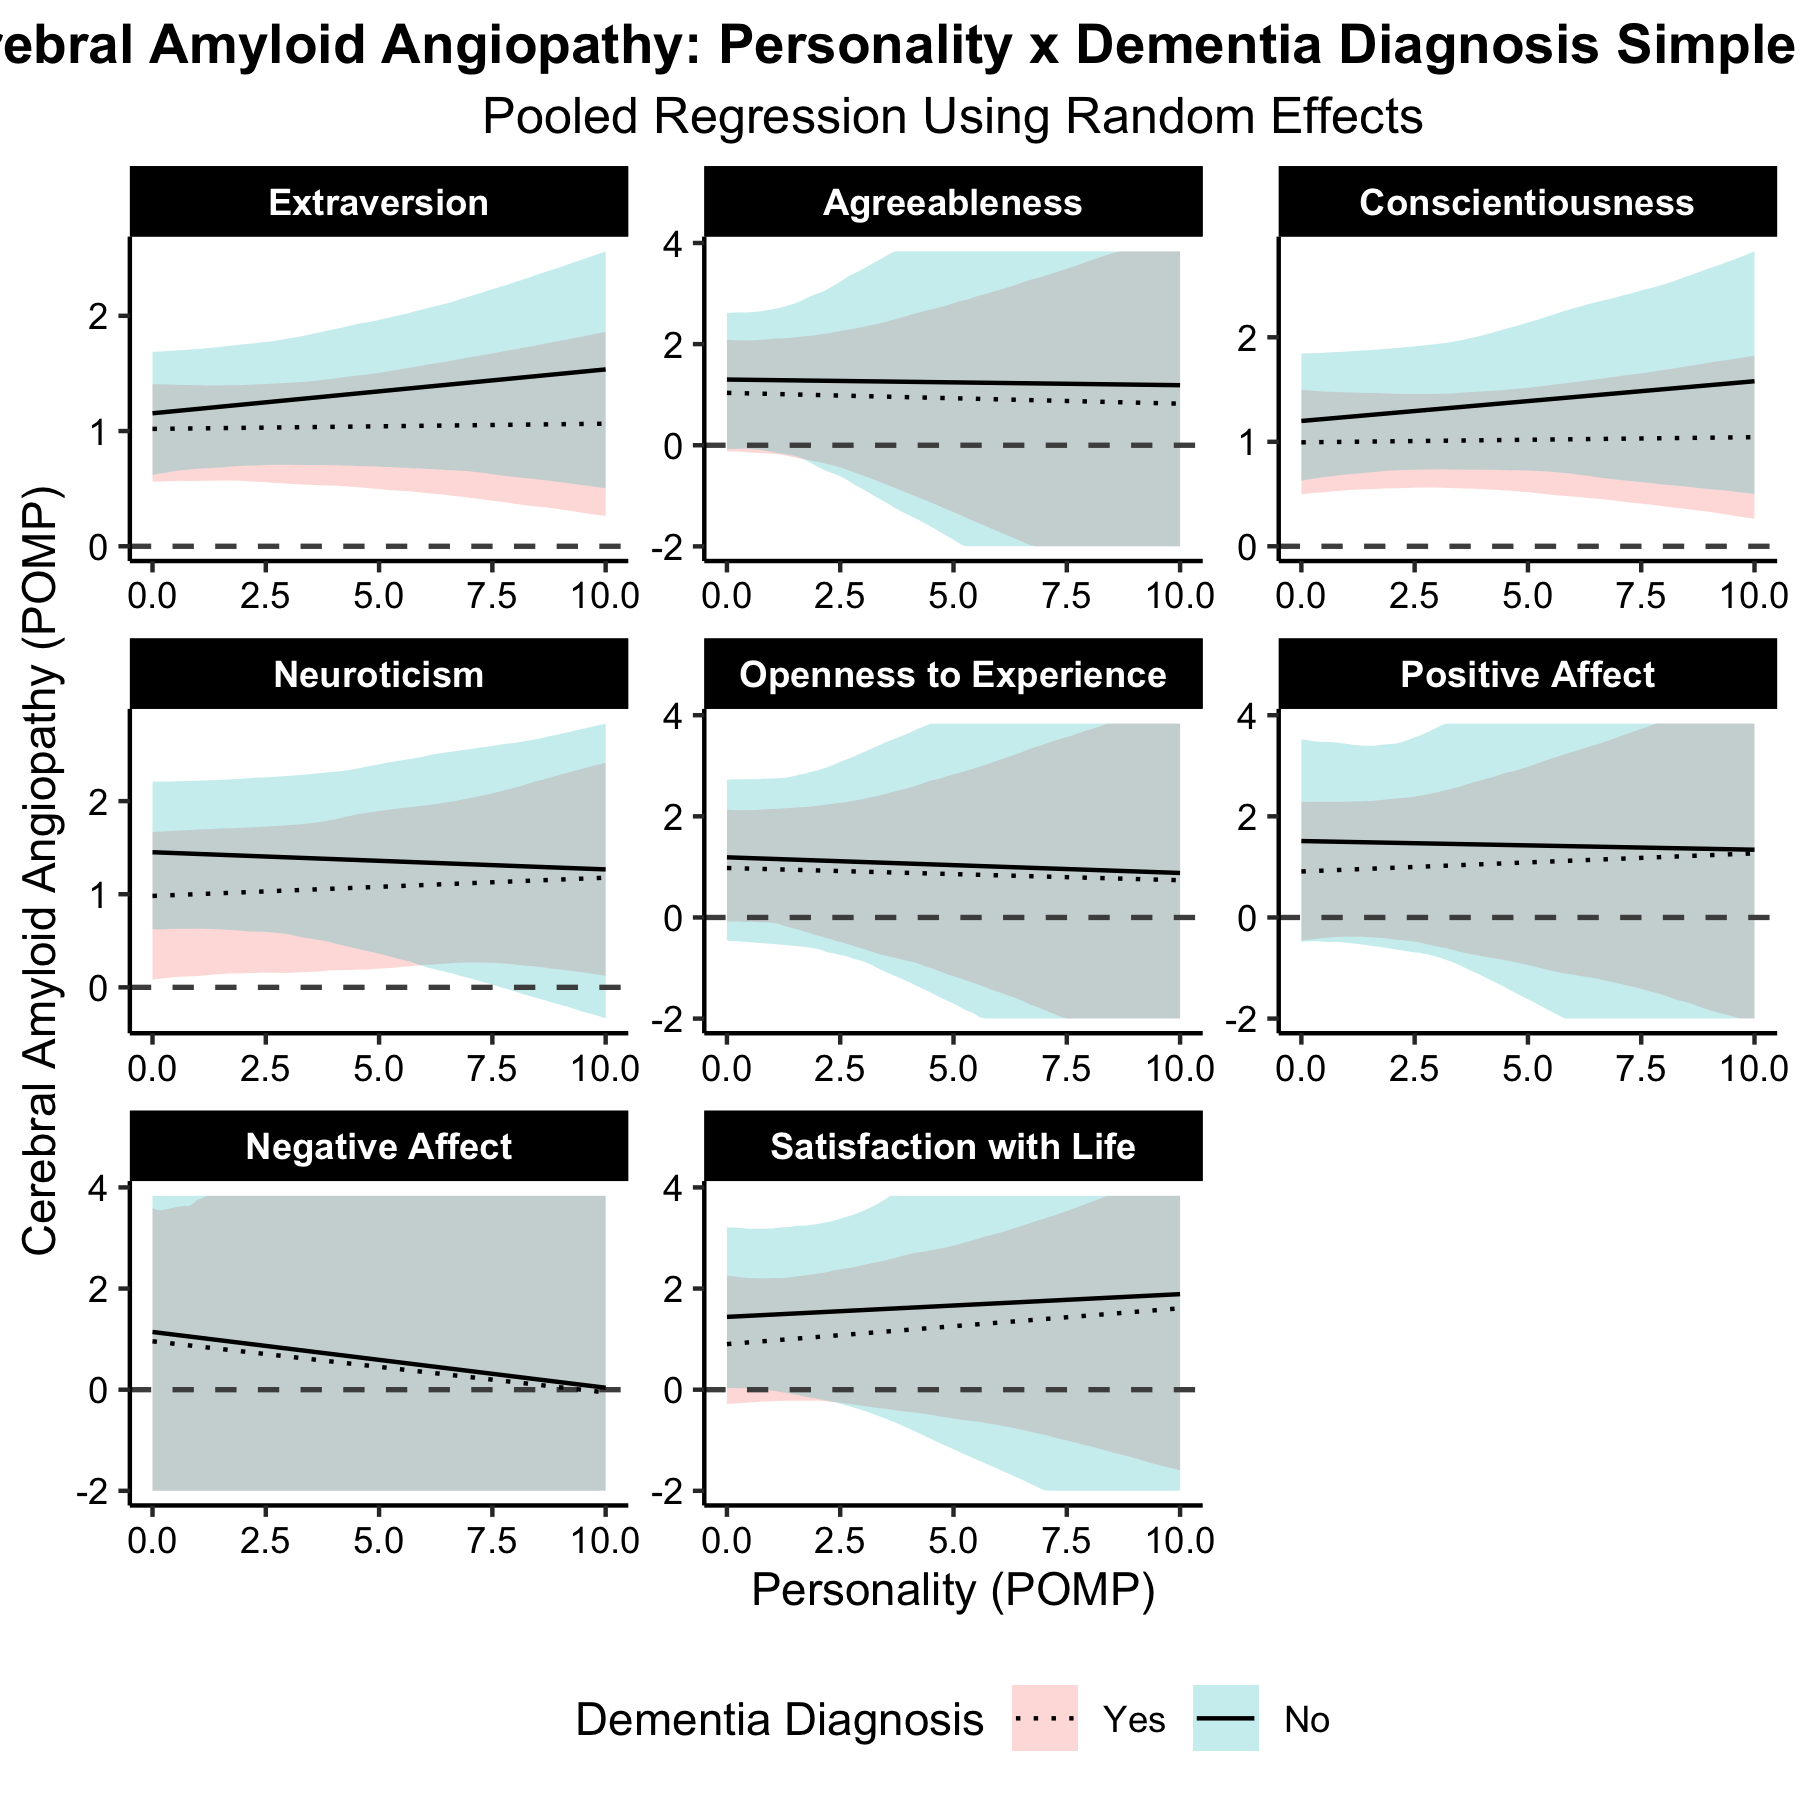 rebral Amyloid Angiopathy: Personality x Dementia Diagnosis Simple
Pooled Regression Using Random Effects
Cerebral Amyloid Angiopathy (POMP)
Extraversion
2
1
0
0.0 2.5 5.0 7.5 10.0
Agreeableness
4
2
0
-2
0.0 2.5 5.0 7.5 10.0
Conscientiousness
2
1
0
0.0 2.5 5.0 7.5 10.0
Neuroticism
2
1
0
0.0 2.5 5.0 7.5 10.0
Openness to Experience
4
2
0
-2
0.0 2.5 5.0 7.5 10.0
Positive Affect
4
2
0
-2
0.0 2.5 5.0 7.5 10.0
Negative Affect
4
2
0
-2
0.0 2.5 5.0 7.5 10.0
Satisfaction with Life
4
2
0
-2
0.0 2.5 5.0 7.5 10.0
Personality (POMP)
Dementia Diagnosis Yes No